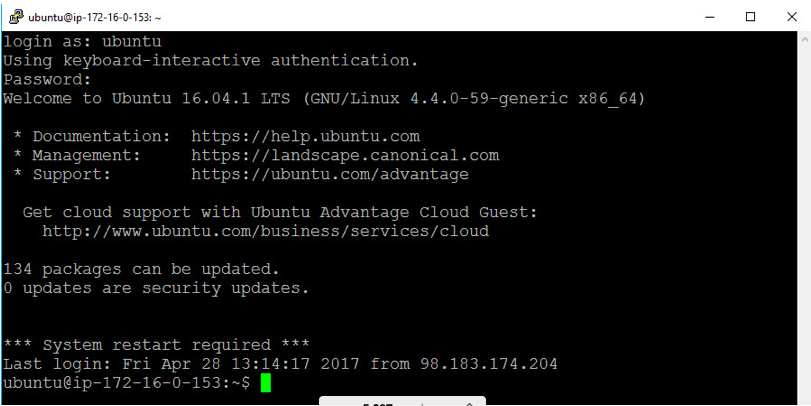 ubuntu@ip-172-16-0-153: ~
login as: ubuntu
Using keyboard-interactive authentication.
Password:
Welcome to Ubuntu 16.04.1 LTS (GNU/Linux 4.4.0-59-generic x86_64)
* Documentation:  https://help.ubuntu.com
* Management:     https://landscape.canonical.com
* Support:        https://ubuntu.com/advantage
Get cloud support with Ubuntu Advantage Cloud Guest:
http://www.ubuntu.com/business/services/cloud
134 packages can be updated.
0 updates are security updates.
*** System restart required ***
Last login: Fri Apr 28 13:14:17 2017 from 98.183.174.204
ubuntu@ip-172-16-0-153:~$